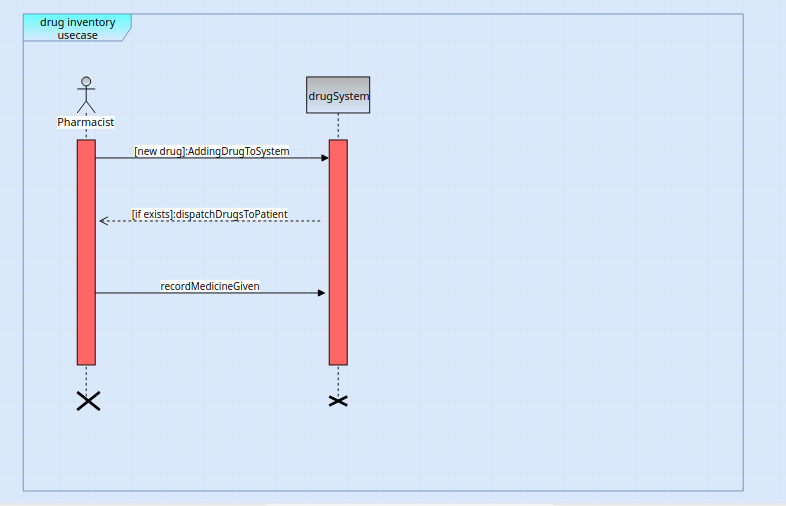 drug inventory
usecase
Pharmacist
drugSystem
[new drug]:AddingDrugToSystem
[if exists]:dispatchDrugsToPatient
recordMedicineGiven